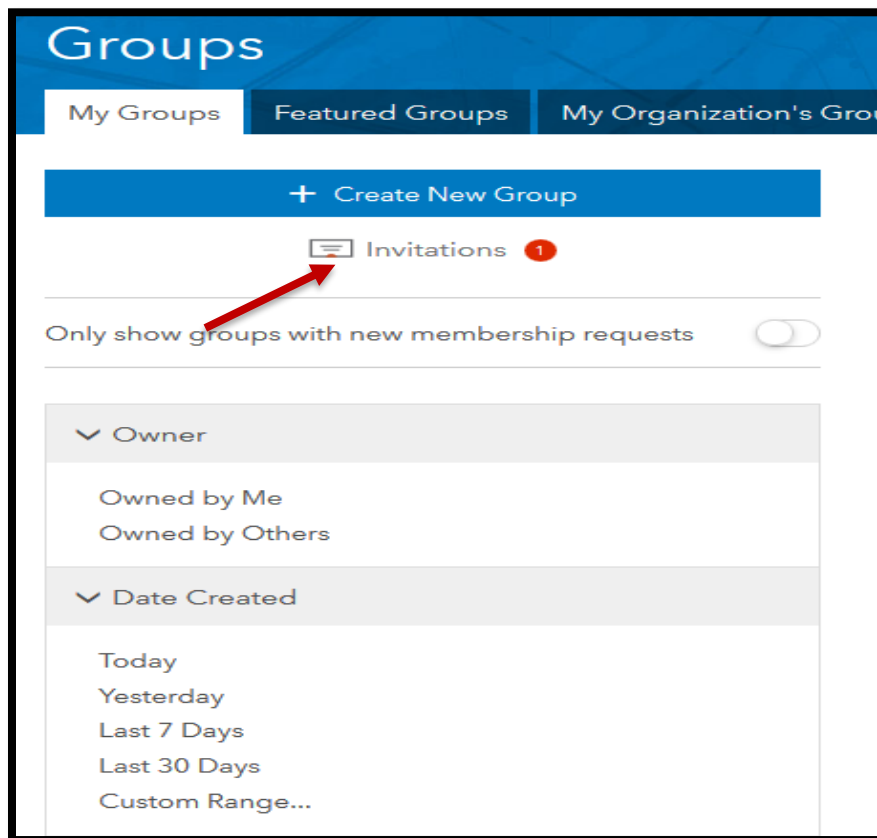 Groups
My Groups Featured Groups My Organization's Grou
+ Create New Group
Invitations 1
Only show groups with new membership requests
Owner
Owned by Me
Owned by Others
Date Created
Today
Yesterday
Last 7 Days
Last 30 Days
Custom Range...